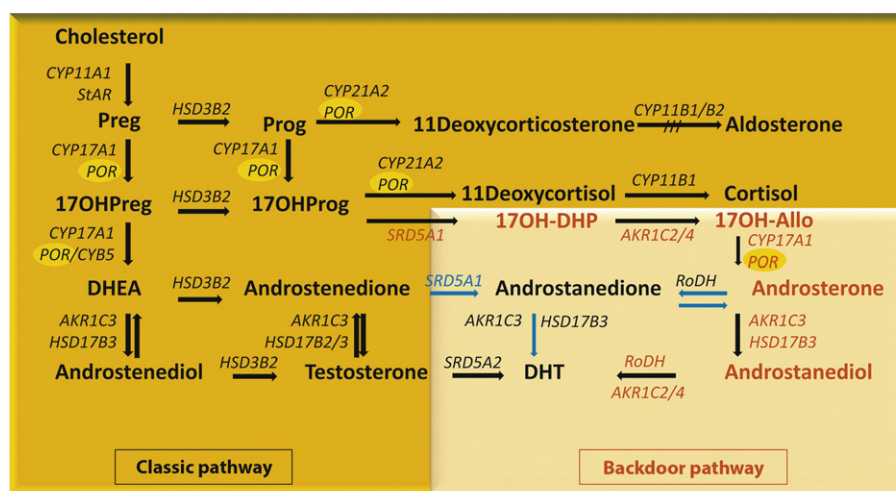 Cholesterol
CYP11A1
StAR
Preg
HSD3B2
Prog
CYP21A2
POR
11Deoxycorticosterone
CYP11B1/B2
Aldosterone
CYP17A1
POR
CYP17A1
POR
17OHPreg
HSD3B2
17OHProg
CYP21A2
POR
11Deoxycortisol
CYP11B1
Cortisol
SRD5A1
17OH-DHP
AKR1C2/4
17OH-Allo
CYP17A1
POR/CYB5
CYP17A1
POR
DHEA
HSD3B2
Androstenedione
SRD5A1
Androstanedione
RoDH
Androsterone
AKR1C3
HSD17B3
AKR1C3
HSD17B2/3
AKR1C3
HSD17B3
AKR1C3
HSD17B3
Androstenediol
HSD3B2
Testosterone
SRD5A2
DHT
RoDH
AKR1C2/4
Androstanediol
Classic pathway
Backdoor pathway